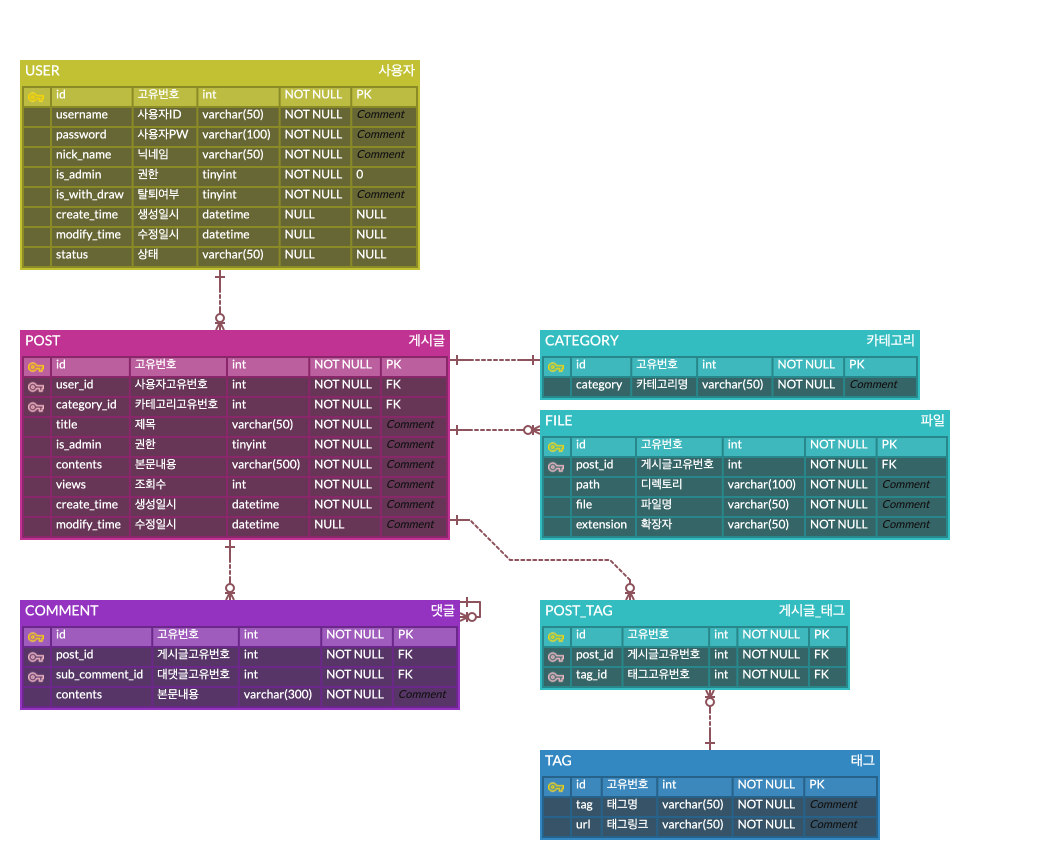 USER 사용자
id 고유번호 int NOT NULL PK
username 사용자ID varchar(50) NOT NULL Comment
password 사용자PW varchar(100) NOT NULL Comment
nick_name 닉네임 varchar(50) NOT NULL Comment
is_admin 권한 tinyint NOT NULL 0
is_with_draw 탈퇴여부 tinyint NOT NULL Comment
create_time 생성일시 datetime NULL NULL
modify_time 수정일시 datetime NULL NULL
status 상태 varchar(50) NULL NULL
POST 게시글
id 고유번호 int NOT NULL PK
user_id 사용자고유번호 int NOT NULL FK
category_id 카테고리고유번호 int NOT NULL FK
title 제목 varchar(50) NOT NULL Comment
is_admin 권한 tinyint NOT NULL Comment
contents 본문내용 varchar(500) NOT NULL Comment
views 조회수 int NOT NULL Comment
create_time 생성일시 datetime NOT NULL Comment
modify_time 수정일시 datetime NULL Comment
CATEGORY 카테고리
id 고유번호 int NOT NULL PK
category 카테고리명 varchar(50) NOT NULL Comment
FILE 파일
id 고유번호 int NOT NULL PK
post_id 게시글고유번호 int NOT NULL FK
path 디렉토리 varchar(100) NOT NULL Comment
file 파일명 varchar(50) NOT NULL Comment
extension 확장자 varchar(50) NOT NULL Comment
COMMENT 댓글
id 고유번호 int NOT NULL PK
post_id 게시글고유번호 int NOT NULL FK
sub_comment_id 대댓글고유번호 int NOT NULL FK
contents 본문내용 varchar(300) NOT NULL Comment
POST_TAG 게시글_태그
id 고유번호 int NOT NULL PK
post_id 게시글고유번호 int NOT NULL FK
tag_id 태그고유번호 int NOT NULL FK
TAG 태그
id 고유번호 int NOT NULL PK
tag 태그명 varchar(50) NOT NULL Comment
url 태그링크 varchar(50) NOT NULL Comment